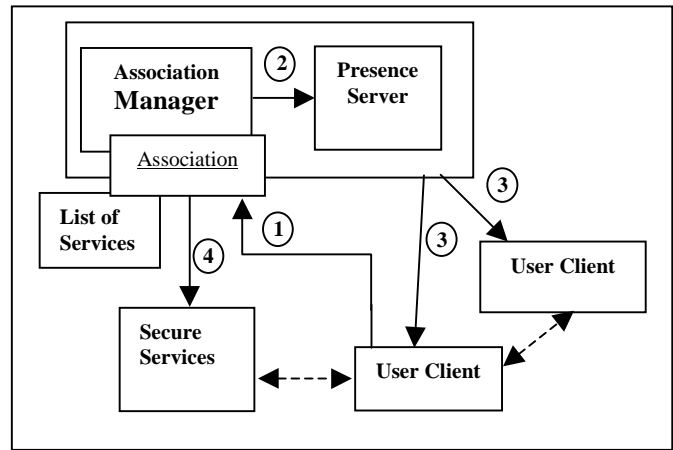 Association
Manager
2
Presence
Server
Association
List of
Services
4
1
3
3
User Client
Secure
Services
User Client